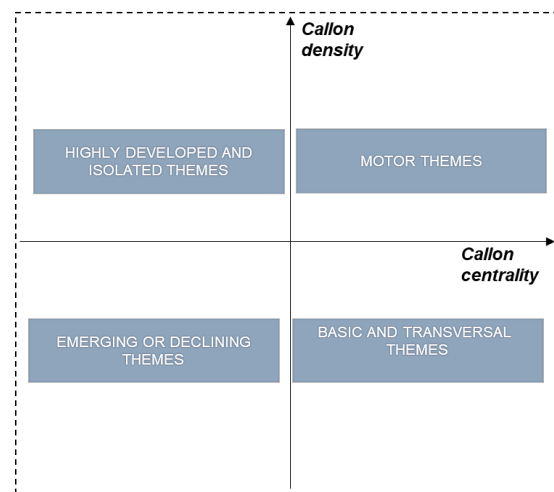 Callon
density
HIGHLY DEVELOPED AND
ISOLATED THEMES
MOTOR THEMES
Callon
centrality
EMERGING OR DECLINING
THEMES
BASIC AND TRANSVERSAL
THEMES